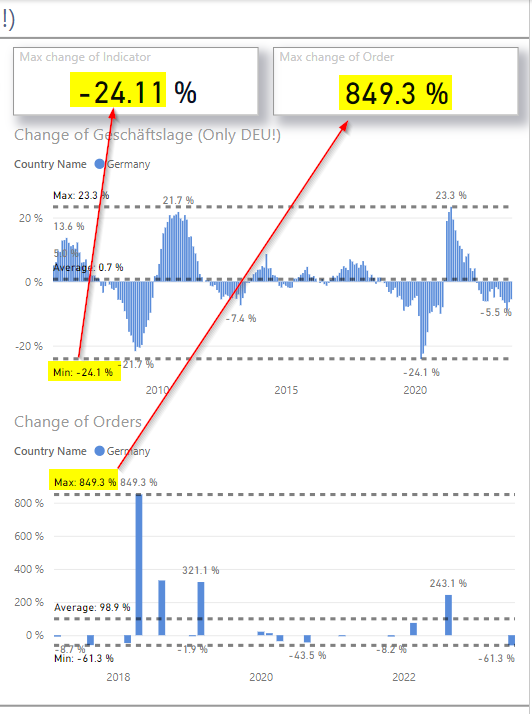 !)
Max change of Indicator
-24.11 %
Max change of Order
849.3 %
Change of Geschäftslage (Only DEU!)
Country Name Germany
Max: 23.3 %
21.7 %
23.3 %
20 %
13.6 %
Average: 0.7 %
0 %
-7.4 %
-5.5 %
-20 %
-21.7 %
Min: -24.1 %
-24.1 %
2010
2015
2020
Change of Orders
Country Name Germany
Max: 849.3 % 849.3 %
800 %
600 %
400 %
321.1 %
243.1 %
200 %
Average: 98.9 %
0 %
-8.7 %
-1.9 %
-43.5 %
-8.2 %
-61.3 %
Min: -61.3 %
2018
2020
2022